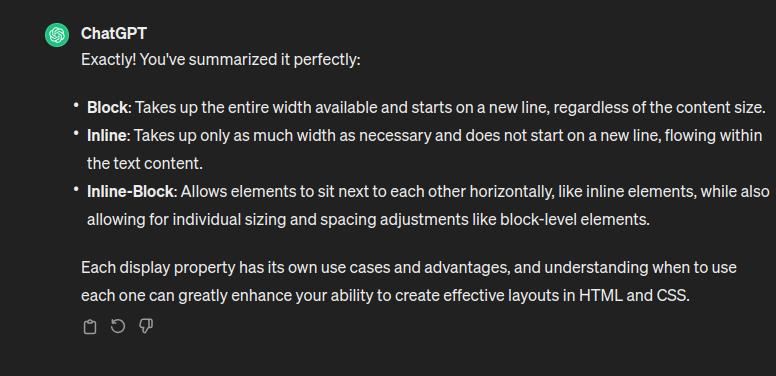 ChatGPT
Exactly! You've summarized it perfectly:
• Block: Takes up the entire width available and starts on a new line, regardless of the content size.
• Inline: Takes up only as much width as necessary and does not start on a new line, flowing within
the text content.
• Inline-Block: Allows elements to sit next to each other horizontally, like inline elements, while also
allowing for individual sizing and spacing adjustments like block-level elements.
Each display property has its own use cases and advantages, and understanding when to use
each one can greatly enhance your ability to create effective layouts in HTML and CSS.